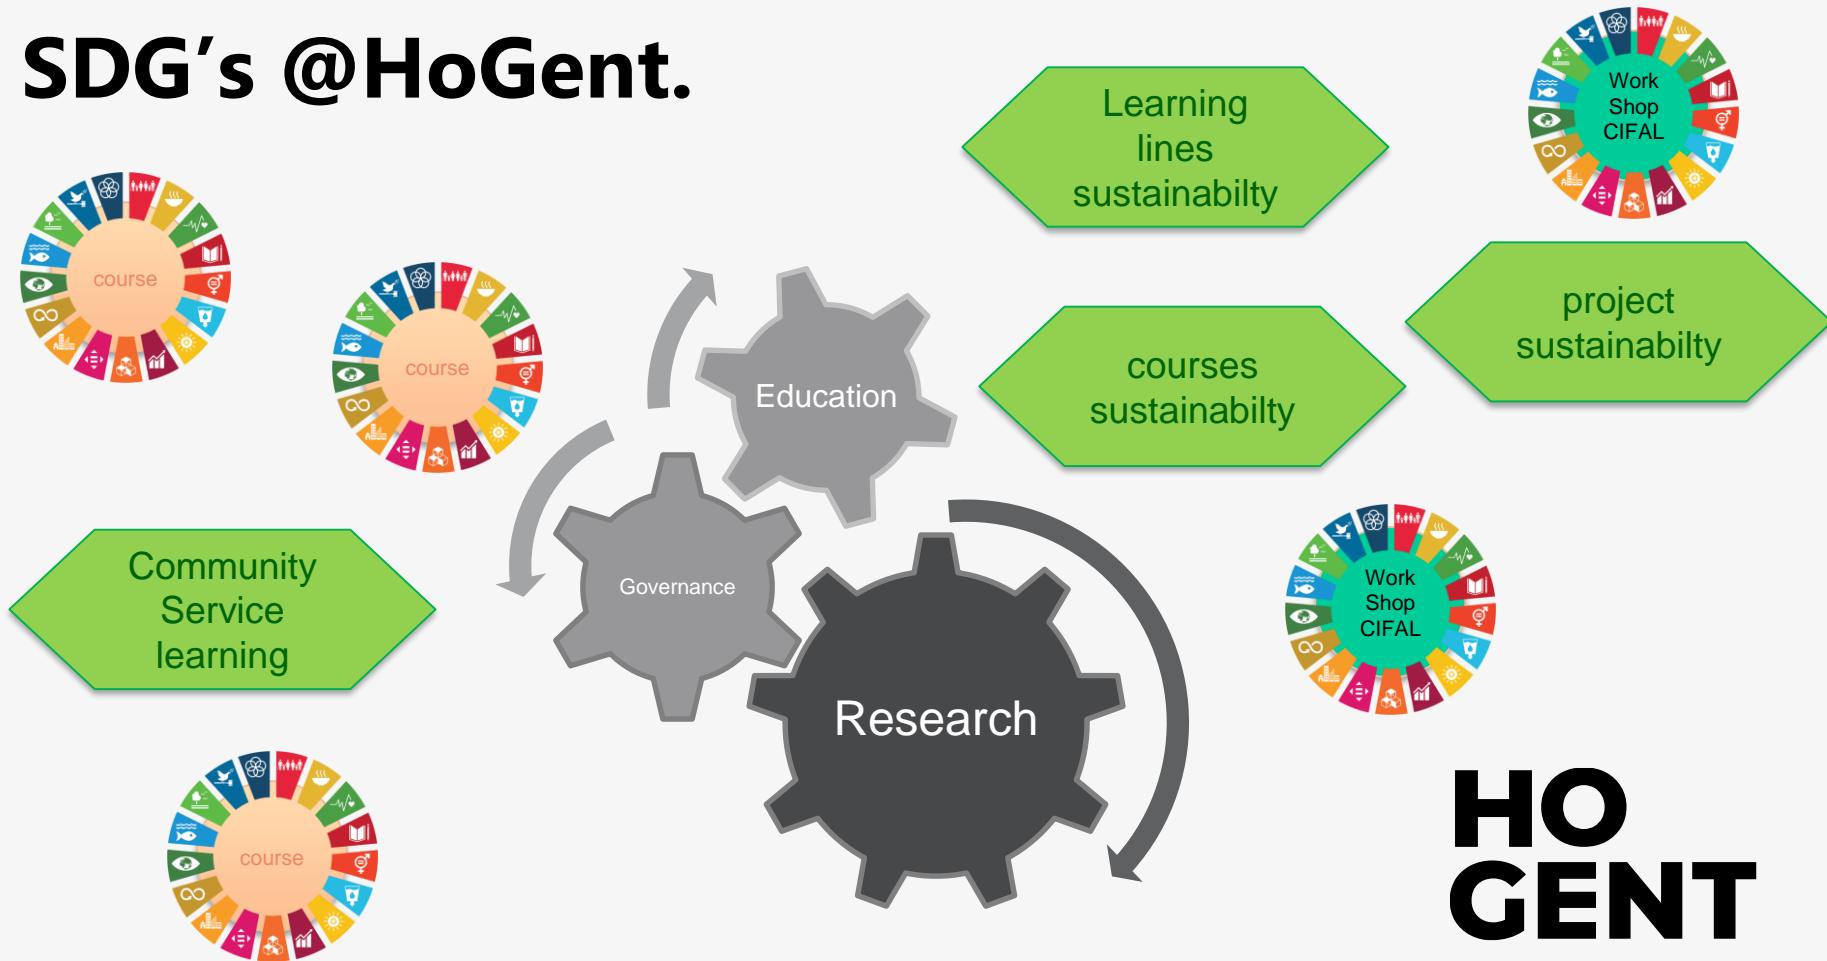 SDG's @HoGent.
Work
Shop
CIFAL
Learning
lines
sustainabilty
course
course
project
sustainabilty
courses
sustainabilty
Education
Community
Service
learning
Governance
Work
Shop
CIFAL
Research
course
HO
GENT